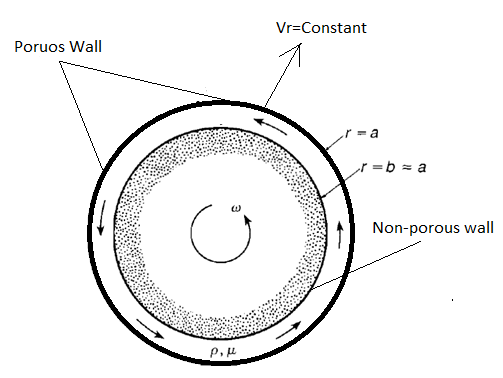 Vr=Constant
Poruos Wall
r = a
r = b ≈ a
ω
Non-porous wall
ρ, μ